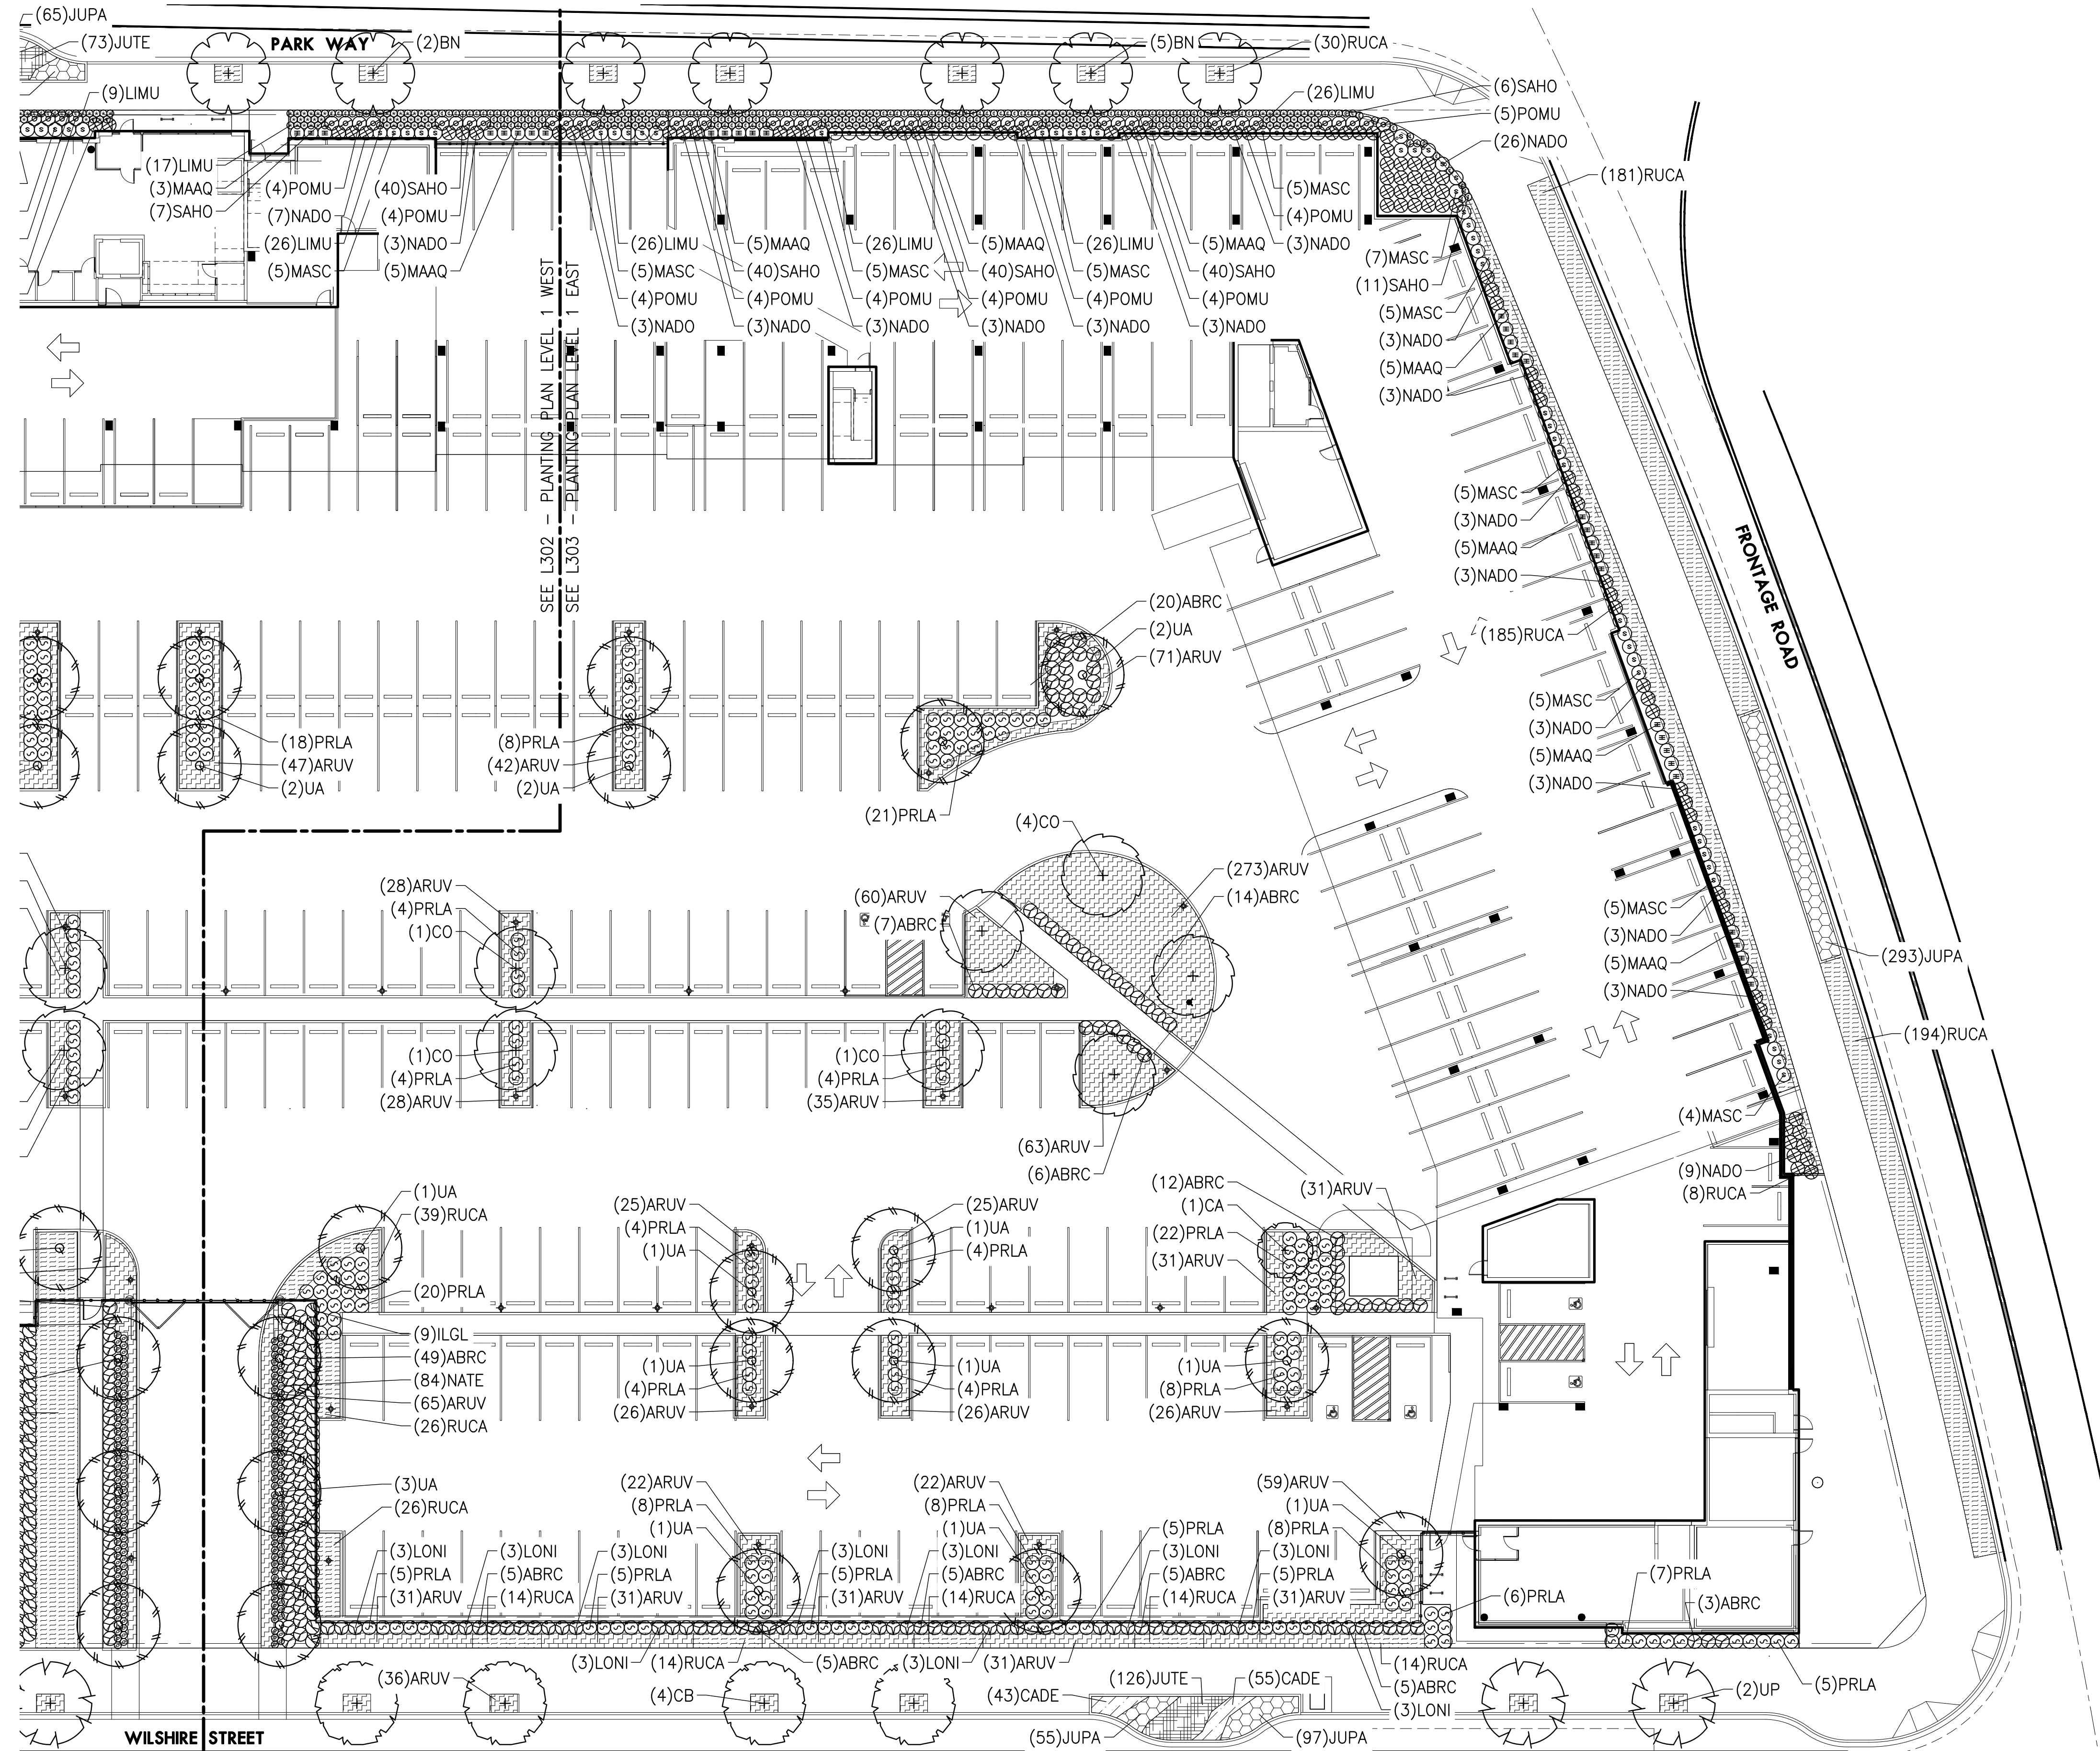 (65)JUPA
(73)JUTE
PARK WAY
(2)BN
(5)BN
(30)RUCA
(9)LIMU
(26)LIMU
(6)SAHO
(5)POMU
(26)NADO
(17)LIMU
(3)MAAQ
(7)SAHO
(4)POMU
(7)NADO
(26)LIMU
(5)MASC
(40)SAHO
(4)POMU
(3)NADO
(5)MAAQ
(26)LIMU
(5)MASC
(4)POMU
(3)NADO
(5)MAAQ
(40)SAHO
(4)POMU
(3)NADO
(26)LIMU
(5)MASC
(4)POMU
(3)NADO
(5)MAAQ
(40)SAHO
(4)POMU
(3)NADO
(26)LIMU
(5)MASC
(4)POMU
(3)NADO
(5)MAAQ
(40)SAHO
(4)POMU
(3)NADO
(5)MASC
(4)POMU
(3)NADO
(181)RUCA
(7)MASC
(11)SAHO
(5)MASC
(3)NADO
(5)MAAQ
(3)NADO
SEE L302 - PLANTING PLAN LEVEL 1 WEST
SEE L303 - PLANTING PLAN LEVEL 1 EAST
(5)MASC
(3)NADO
(5)MAAQ
(3)NADO
FRONTAGE ROAD
(185)RUCA
(20)ABRC
(2)UA
(71)ARUV
(5)MASC
(3)NADO
(5)MAAQ
(3)NADO
(18)PRLA
(47)ARUV
(2)UA
(8)PRLA
(42)ARUV
(2)UA
(21)PRLA
(4)CO
(273)ARUV
(14)ABRC
(28)ARUV
(4)PRLA
(1)CO
(60)ARUV
(7)ABRC
(5)MASC
(3)NADO
(5)MAAQ
(3)NADO
(293)JUPA
(194)RUCA
(1)CO
(4)PRLA
(28)ARUV
(1)CO
(4)PRLA
(35)ARUV
(63)ARUV
(6)ABRC
(4)MASC
(9)NADO
(8)RUCA
(1)UA
(39)RUCA
(20)PRLA
(25)ARUV
(4)PRLA
(1)UA
(25)ARUV
(1)UA
(4)PRLA
(12)ABRC
(1)CA
(22)PRLA
(31)ARUV
(31)ARUV
(9)ILGL
(49)ABRC
(84)NATE
(65)ARUV
(26)RUCA
(1)UA
(4)PRLA
(26)ARUV
(1)UA
(4)PRLA
(26)ARUV
(1)UA
(8)PRLA
(26)ARUV
(3)UA
(26)RUCA
(22)ARUV
(8)PRLA
(1)UA
(22)ARUV
(8)PRLA
(1)UA
(59)ARUV
(1)UA
(8)PRLA
(3)LONI
(5)PRLA
(31)ARUV
(3)LONI
(5)ABRC
(14)RUCA
(3)LONI
(5)PRLA
(31)ARUV
(3)LONI
(5)PRLA
(31)ARUV
(3)LONI
(5)ABRC
(14)RUCA
(5)PRLA
(3)LONI
(5)ABRC
(14)RUCA
(3)LONI
(5)PRLA
(31)ARUV
(7)PRLA
(6)PRLA
(3)ABRC
(3)LONI
(14)RUCA
(5)ABRC
(3)LONI
(31)ARUV
(14)RUCA
(5)ABRC
(3)LONI
(5)PRLA
(36)ARUV
(4)CB
(43)CADE
(126)JUTE
(55)CADE
(2)UP
(55)JUPA
(97)JUPA
WILSHIRE STREET